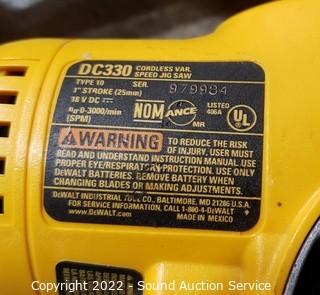 DC330 CORDLESS VAR.
SPEED JIG SAW
TYPE 10 SER.
1" STROKE (25mm) 979984
18 V DC
n₀ 0-3000/min
(SPM)
NOM ANCE
MR
LISTED
406A
UL
WARNING TO REDUCE THE RISK
OF INJURY, USER MUST
READ AND UNDERSTAND INSTRUCTION MANUAL. USE
PROPER EYE/RESPIRATORY PROTECTION. USE ONLY
DEWALT BATTERIES. REMOVE BATTERY WHEN
CHANGING BLADES OR MAKING ADJUSTMENTS.
DEWALT INDUSTRIAL TOOL CO., BALTIMORE, MD 21286 U.S.A.
FOR SERVICE INFORMATION, CALL 1-800-4-DEWALT
www.DEWALT.com MADE IN MEXICO
Copyright 2022 - Sound Auction Service